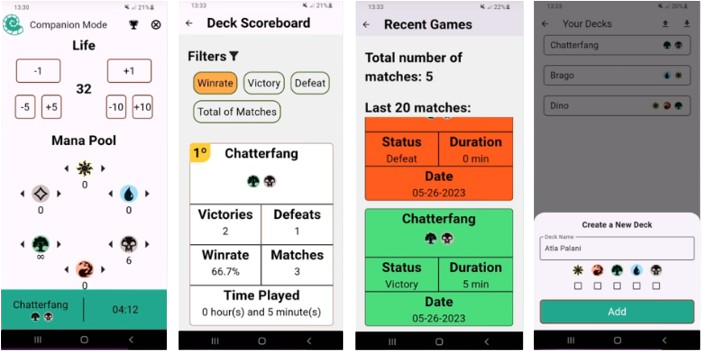 13:30
21%
Companion Mode
Life
-1
+1
32
-5
+5
-10
+10
Mana Pool
0
0
0
∞
6
0
Chatterfang
04:12
13:33
21%
Deck Scoreboard
Filters
Winrate
Victory
Defeat
Total of Matches
1º
Chatterfang
Victories
2
Defeats
1
Winrate
66.7%
Matches
3
Time Played
0 hour(s) and 5 minute(s)
13:33
22%
Recent Games
Total number of
matches: 5
Last 20 matches:
Status
Defeat
Duration
0 min
Date
05-26-2023
Chatterfang
Status
Victory
Duration
5 min
Date
05-26-2023
13:33
20%
Your Decks
Chatterfang
Brago
Dino
Create a New Deck
Deck Name
Atla Palani
Add